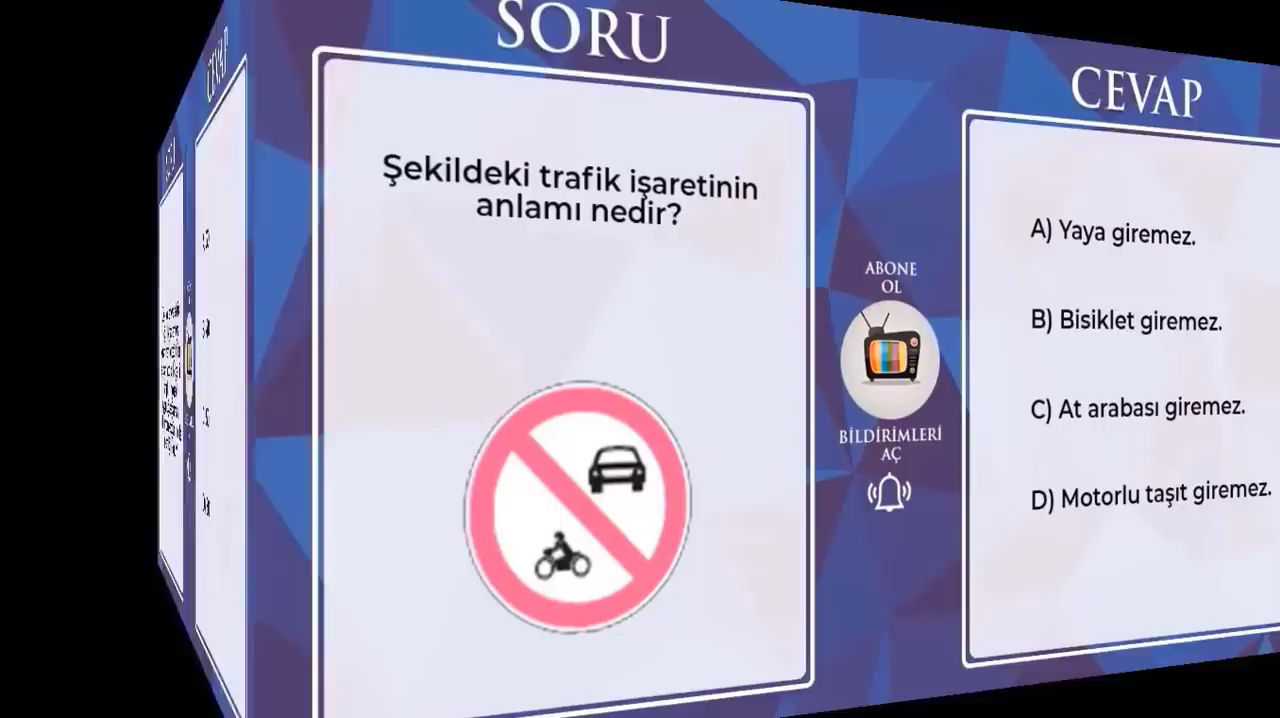 SORU
Şekildeki trafik işaretinin
anlamı nedir?
ABONE
OL
BİLDİRİMLERİ
AÇ
CEVAP
A) Yaya giremez.
B) Bisiklet giremez.
C) At arabası giremez.
D) Motorlu taşıt giremez.
CEVAP